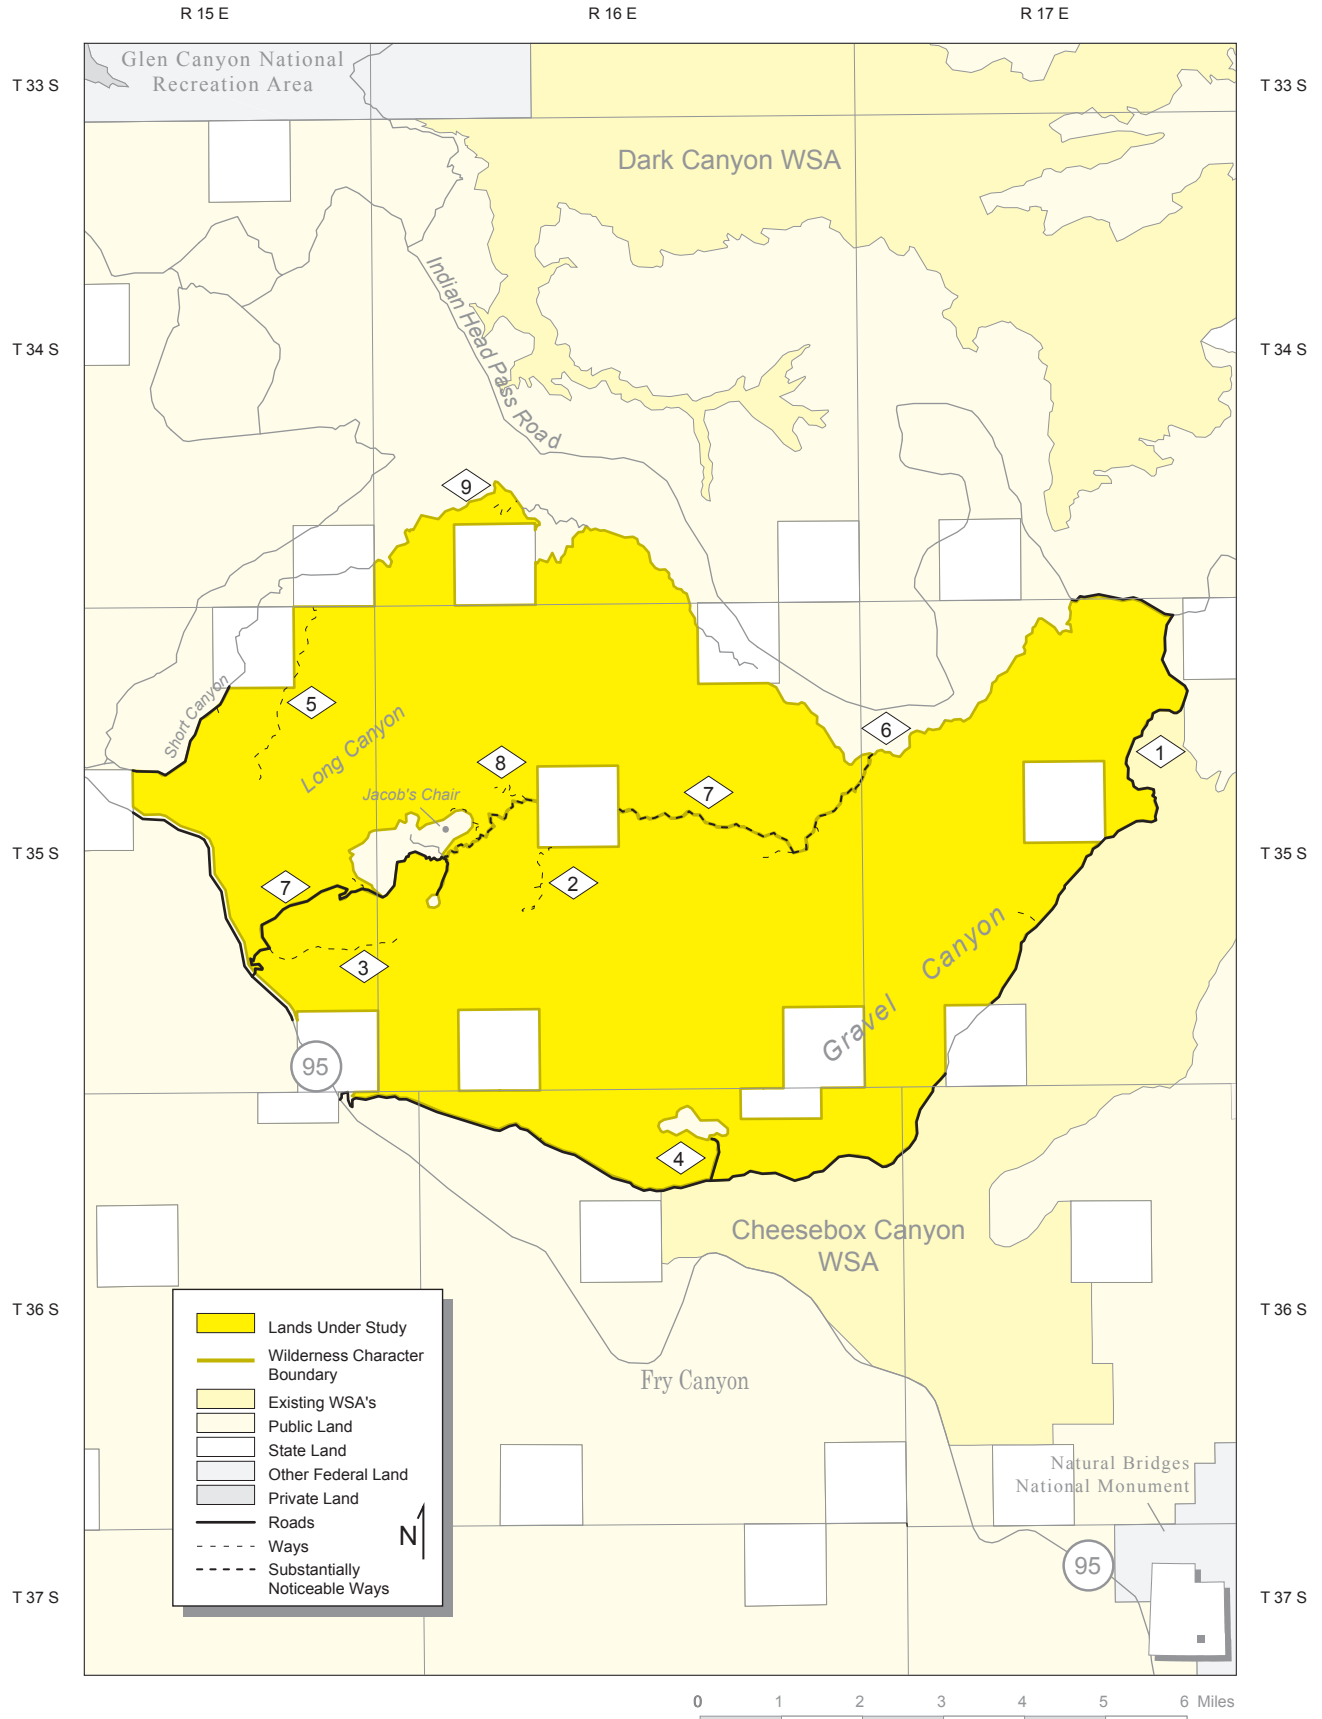 R 15 E
R 16 E
R 17 E
Glen Canyon National
Recreation Area
T 33 S
T 33 S
Dark Canyon WSA
Indian Head Pass Road
T 34 S
T 34 S
9
5
Short Canyon
Long Canyon
6
1
8
7
Jacob's Chair
T 35 S
T 35 S
7
2
3
Gravel Canyon
95
4
Cheesebox Canyon
WSA
T 36 S
T 36 S
Fry Canyon
Lands Under Study
Wilderness Character
Boundary
Existing WSA's
Public Land
State Land
Other Federal Land
Private Land
Roads
Ways
Substantially
Noticeable Ways
N
Natural Bridges
National Monument
95
T 37 S
T 37 S
0 1 2 3 4 5 6 Miles